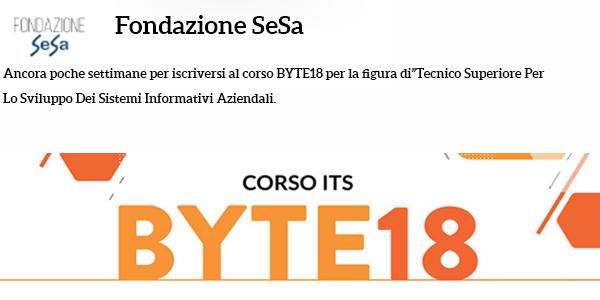 FONDAZIONE
SeSa
Fondazione SeSa
Ancora poche settimane per iscriversi al corso BYTE18 per la figura di"Tecnico Superiore Per
Lo Sviluppo Dei Sistemi Informativi Aziendali.
CORSO ITS
BYTE18